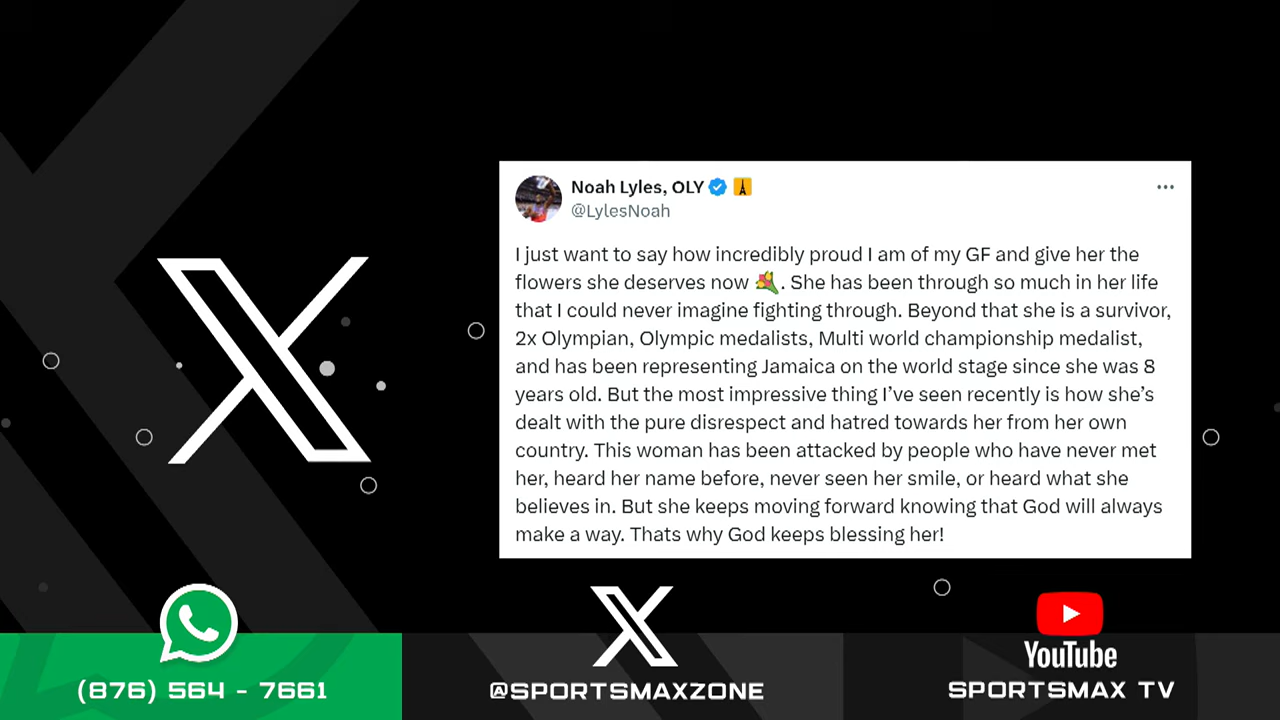 Noah Lyles, OLY
@LylesNoah
I just want to say how incredibly proud I am of my GF and give her the
flowers she deserves now 💐. She has been through so much in her life
that I could never imagine fighting through. Beyond that she is a survivor,
2x Olympian, Olympic medalists, Multi world championship medalist,
and has been representing Jamaica on the world stage since she was 8
years old. But the most impressive thing I’ve seen recently is how she’s
dealt with the pure disrespect and hatred towards her from her own
country. This woman has been attacked by people who have never met
her, heard her name before, never seen her smile, or heard what she
believes in. But she keeps moving forward knowing that God will always
make a way. Thats why God keeps blessing her!
YouTube
(876) 564 - 7661
@SPORTSMAXZONE
SPORTSMAX TV